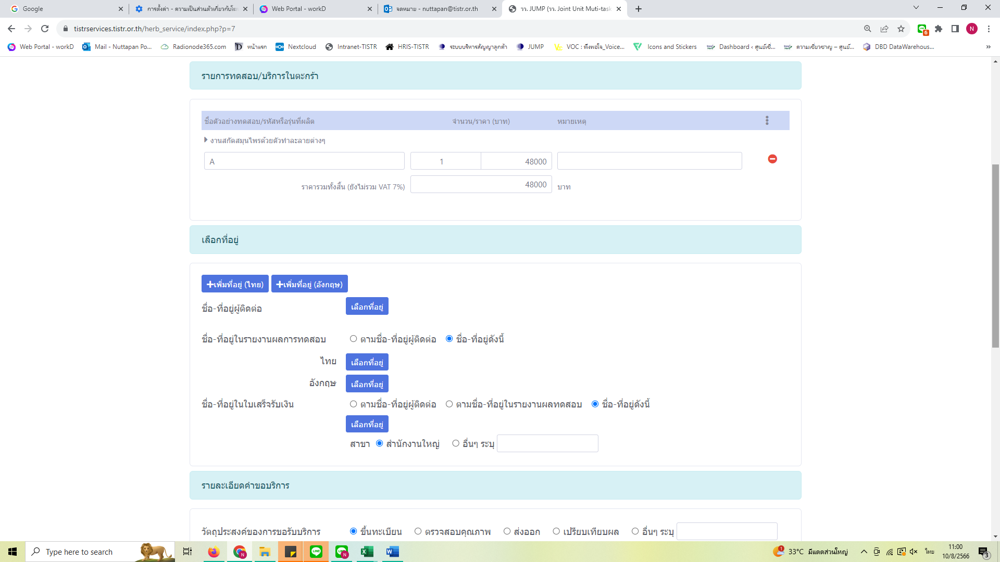 Google
การตั้งค่า - ความเป็นส่วนตัวเกี่ยวกับโฆษ
Web Portal - workD
จดหมาย - nuttapan@tistr.or.th
วว. JUMP (วว. Joint Unit Muti-task
tistrservices.tistr.or.th/herb_service/index.php?p=7
6
N
Web Portal - workD
Mail - Nuttapan Po...
Radionode365.com
หน้าแรก
Nextcloud
Intranet-TISTR
HRIS-TISTR
ระบบบริหารสัญญาลูกค้า
JUMP
VOC : พึงพอใจ_Voice...
Icons and Stickers
Dashboard ‹ ศูนย์เชี่...
ความเชี่ยวชาญ – ศูนย์...
DBD DataWarehous...
รายการทดสอบ/บริการในตะกร้า
ชื่อตัวอย่างทดสอบ/รหัสหรือรุ่นที่ผลิต จำนวน/ราคา (บาท) หมายเหตุ
งานสกัดสมุนไพรด้วยตัวทำละลายต่างๆ
A 1 48000
ราคารวมทั้งสิ้น (ยังไม่รวม VAT 7%) 48000 บาท
เลือกที่อยู่
เพิ่มที่อยู่ (ไทย) เพิ่มที่อยู่ (อังกฤษ)
ชื่อ-ที่อยู่ผู้ติดต่อ เลือกที่อยู่
ชื่อ-ที่อยู่ในรายงานผลการทดสอบ ตามชื่อ-ที่อยู่ผู้ติดต่อ ชื่อ-ที่อยู่ดังนี้
ไทย เลือกที่อยู่
อังกฤษ เลือกที่อยู่
ชื่อ-ที่อยู่ในใบเสร็จรับเงิน ตามชื่อ-ที่อยู่ผู้ติดต่อ ตามชื่อ-ที่อยู่ในรายงานผลทดสอบ ชื่อ-ที่อยู่ดังนี้
เลือกที่อยู่
สาขา สำนักงานใหญ่ อื่นๆ ระบุ
รายละเอียดคำขอบริการ
วัตถุประสงค์ของการขอรับบริการ ขึ้นทะเบียน ตรวจสอบคุณภาพ ส่งออก เปรียบเทียบผล อื่นๆ ระบุ
Type here to search
33°C มีแดดส่วนใหญ่
ไทย
11:00
10/8/2566
3